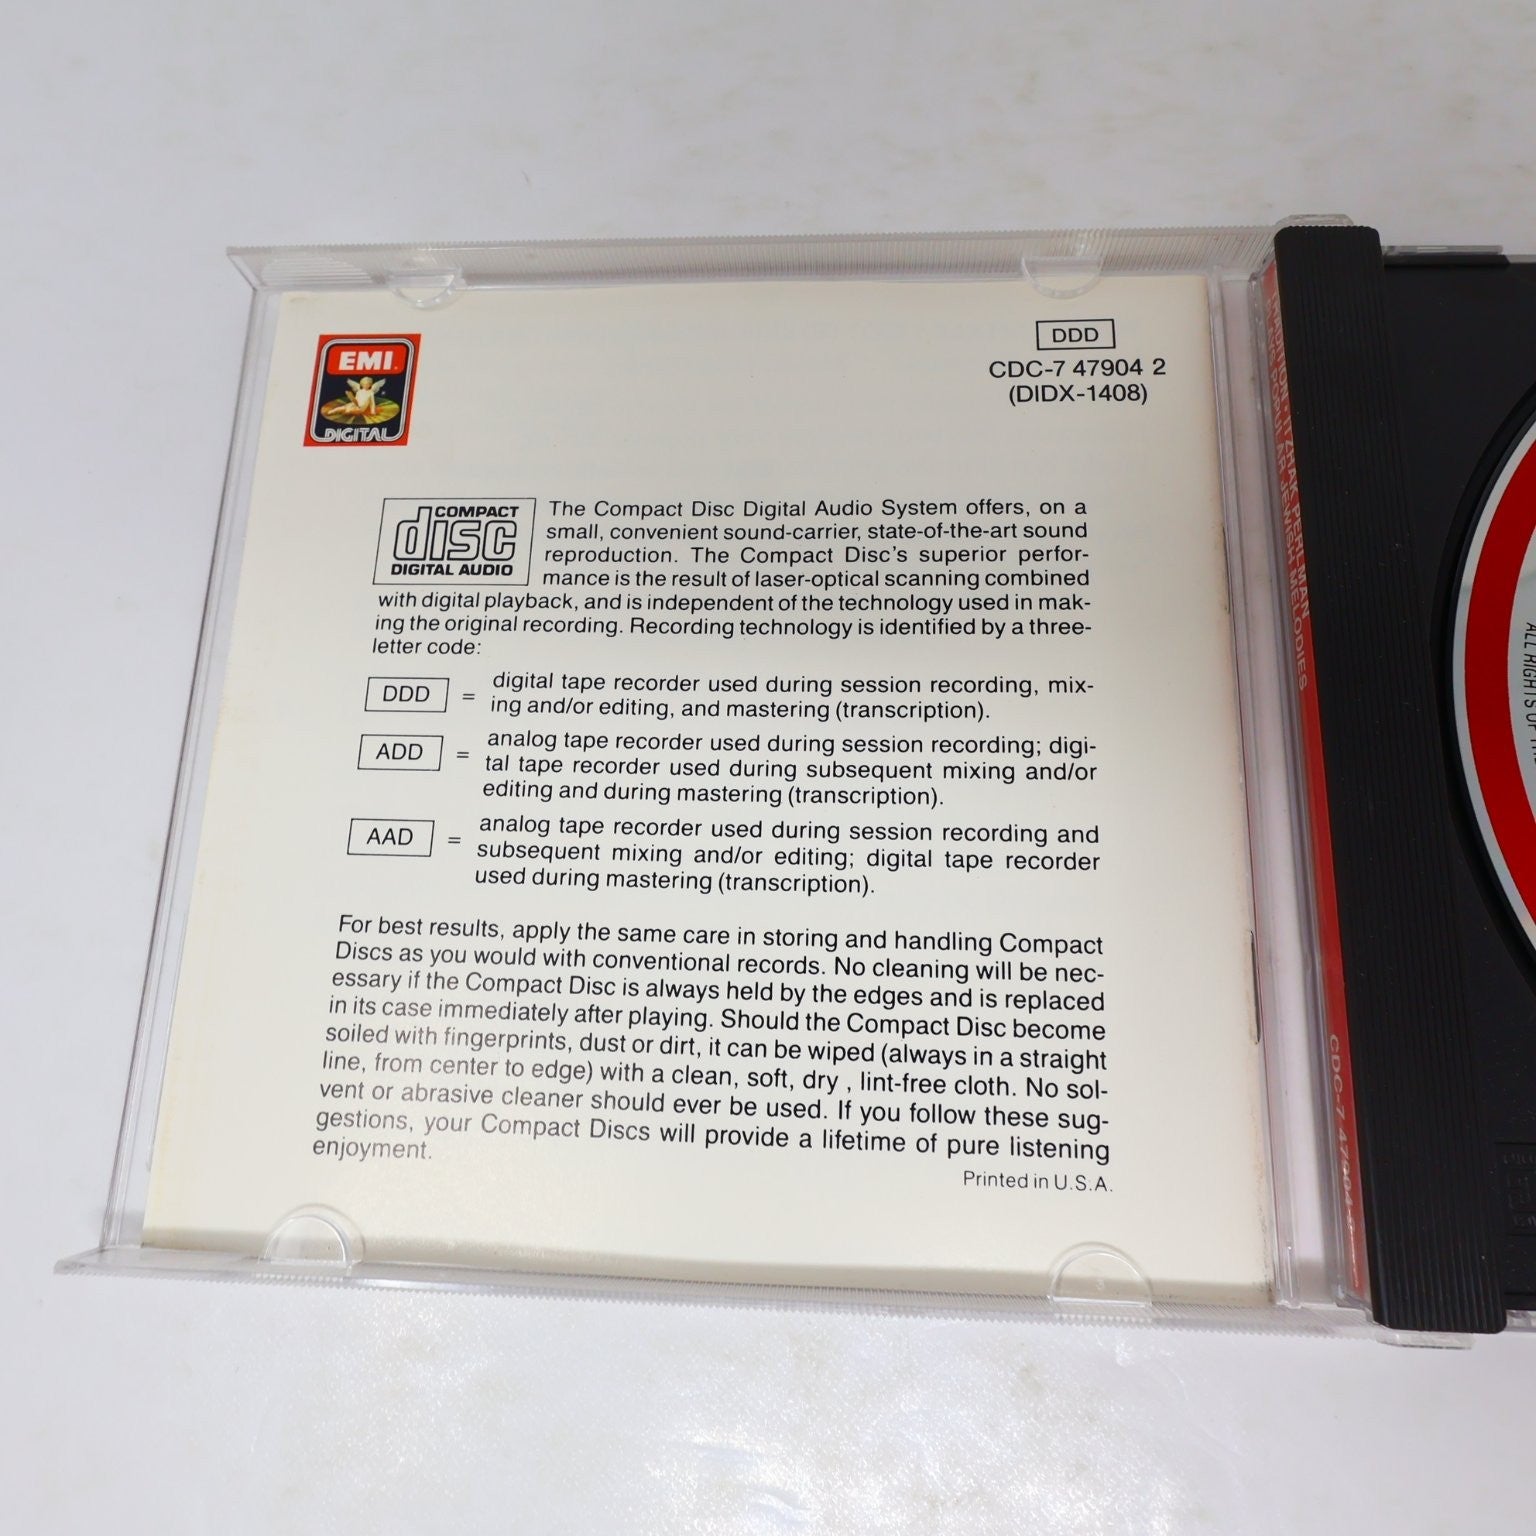 EMI
DIGITAL
DDD
CDC-7 47904 2
(DIDX-1408)
COMPACT
disc
DIGITAL AUDIO
The Compact Disc Digital Audio System offers, on a
small, convenient sound-carrier, state-of-the-art sound
reproduction. The Compact Disc's superior perfor-
mance is the result of laser-optical scanning combined
with digital playback, and is independent of the technology used in mak-
ing the original recording. Recording technology is identified by a three-
letter code:
DDD = digital tape recorder used during session recording, mix-
ing and/or editing, and mastering (transcription).
ADD = analog tape recorder used during session recording; digi-
tal tape recorder used during subsequent mixing and/or
editing and during mastering (transcription).
AAD = analog tape recorder used during session recording and
subsequent mixing and/or editing; digital tape recorder
used during mastering (transcription).
For best results, apply the same care in storing and handling Compact
Discs as you would with conventional records. No cleaning will be nec-
essary if the Compact Disc is always held by the edges and is replaced
in its case immediately after playing. Should the Compact Disc become
soiled with fingerprints, dust or dirt, it can be wiped (always in a straight
line, from center to edge) with a clean, soft, dry , lint-free cloth. No sol-
vent or abrasive cleaner should ever be used. If you follow these sug-
gestions, your Compact Discs will provide a lifetime of pure listening
enjoyment.
Printed in U.S.A.
TRADITION · ITZHAK PERLMAN
PLAYS POPULAR JEWISH MELODIES
CDC-7 47904-2
ALL RIGHTS OF